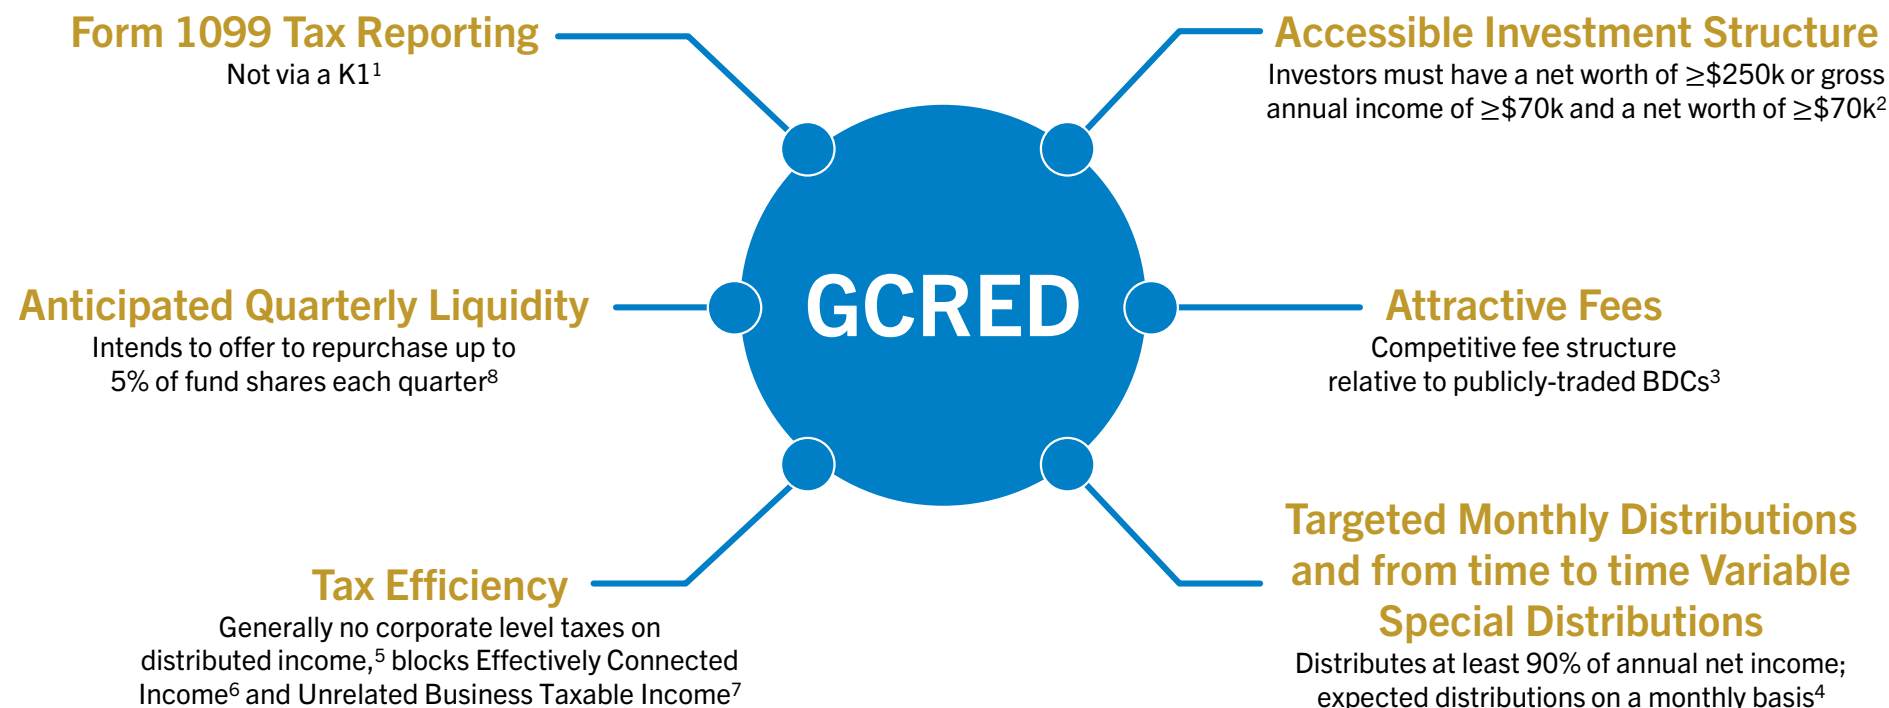 Form 1099 Tax Reporting
Not via a K1¹
Accessible Investment Structure
Investors must have a net worth of ≥$250k or gross
annual income of ≥$70k and a net worth of ≥$70k²
Anticipated Quarterly Liquidity
Intends to offer to repurchase up to
5% of fund shares each quarter⁸
GCRED
Attractive Fees
Competitive fee structure
relative to publicly-traded BDCs³
Tax Efficiency
Generally no corporate level taxes on
distributed income,⁵ blocks Effectively Connected
Income⁶ and Unrelated Business Taxable Income⁷
Targeted Monthly Distributions
and from time to time Variable
Special Distributions
Distributes at least 90% of annual net income;
expected distributions on a monthly basis⁴